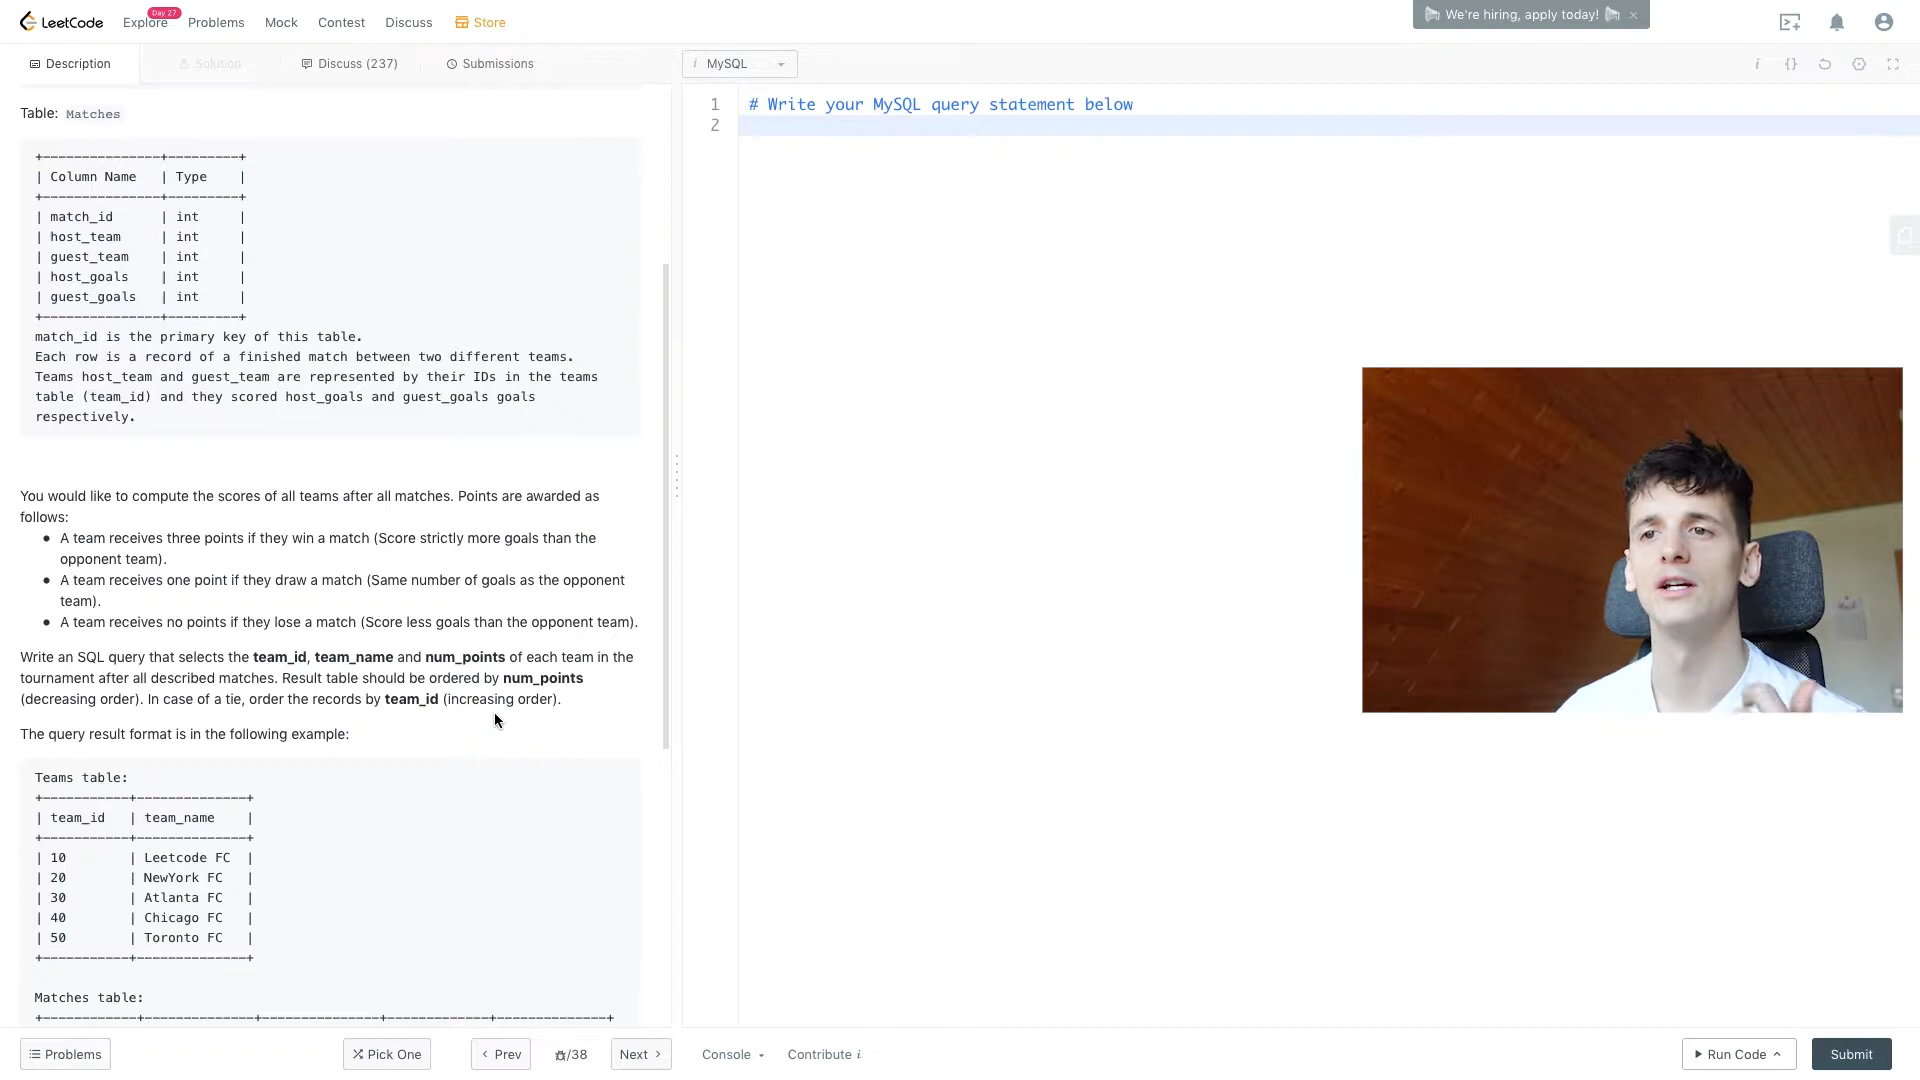 LeetCode Explore Day 27 Problems Mock Contest Discuss Store We're hiring, apply today! ×
Description Solution Discuss (237) Submissions i MySQL i {}
Table: Matches
+---------------+---------+
| Column Name   | Type    |
+---------------+---------+
| match_id      | int     |
| host_team     | int     |
| guest_team    | int     |
| host_goals    | int     |
| guest_goals   | int     |
+---------------+---------+
match_id is the primary key of this table.
Each row is a record of a finished match between two different teams.
Teams host_team and guest_team are represented by their IDs in the teams
table (team_id) and they scored host_goals and guest_goals goals
respectively.
You would like to compute the scores of all teams after all matches. Points are awarded as
follows:
• A team receives three points if they win a match (Score strictly more goals than the
opponent team).
• A team receives one point if they draw a match (Same number of goals as the opponent
team).
• A team receives no points if they lose a match (Score less goals than the opponent team).
Write an SQL query that selects the team_id, team_name and num_points of each team in the
tournament after all described matches. Result table should be ordered by num_points
(decreasing order). In case of a tie, order the records by team_id (increasing order).
The query result format is in the following example:
Teams table:
+-----------+--------------+
| team_id   | team_name    |
+-----------+--------------+
| 10        | Leetcode FC  |
| 20        | NewYork FC   |
| 30        | Atlanta FC   |
| 40        | Chicago FC   |
| 50        | Toronto FC   |
+-----------+--------------+
Matches table:
+------------+--------------+---------------+-------------+--------------+
1 # Write your MySQL query statement below
2
Problems Pick One Prev /38 Next Console Contribute i Run Code Submit